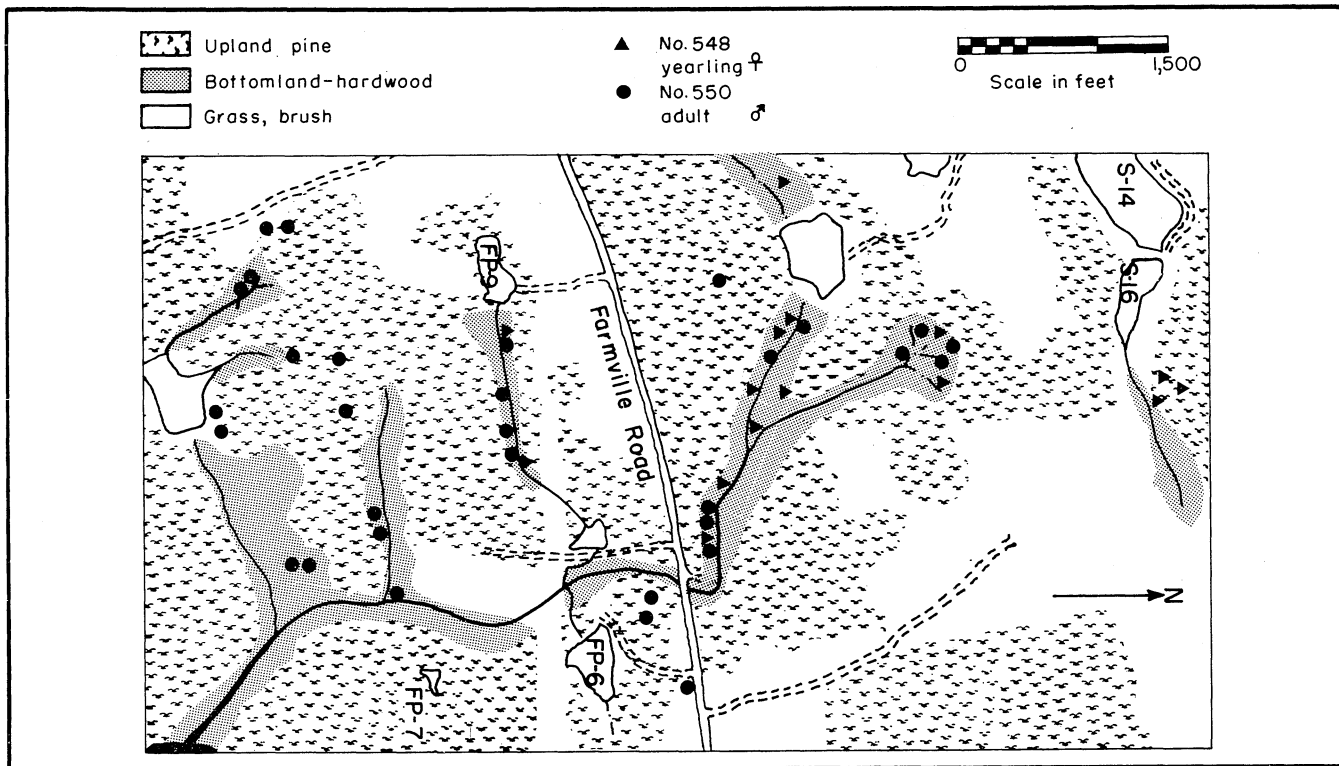 Upland pine
Bottomland-hardwood
Grass, brush
No. 548
yearling ♀
No. 550
adult ♂
0 1,500
Scale in feet
S-14
S-16
FP-9
Farmville Road
N
FP-6
FP-7